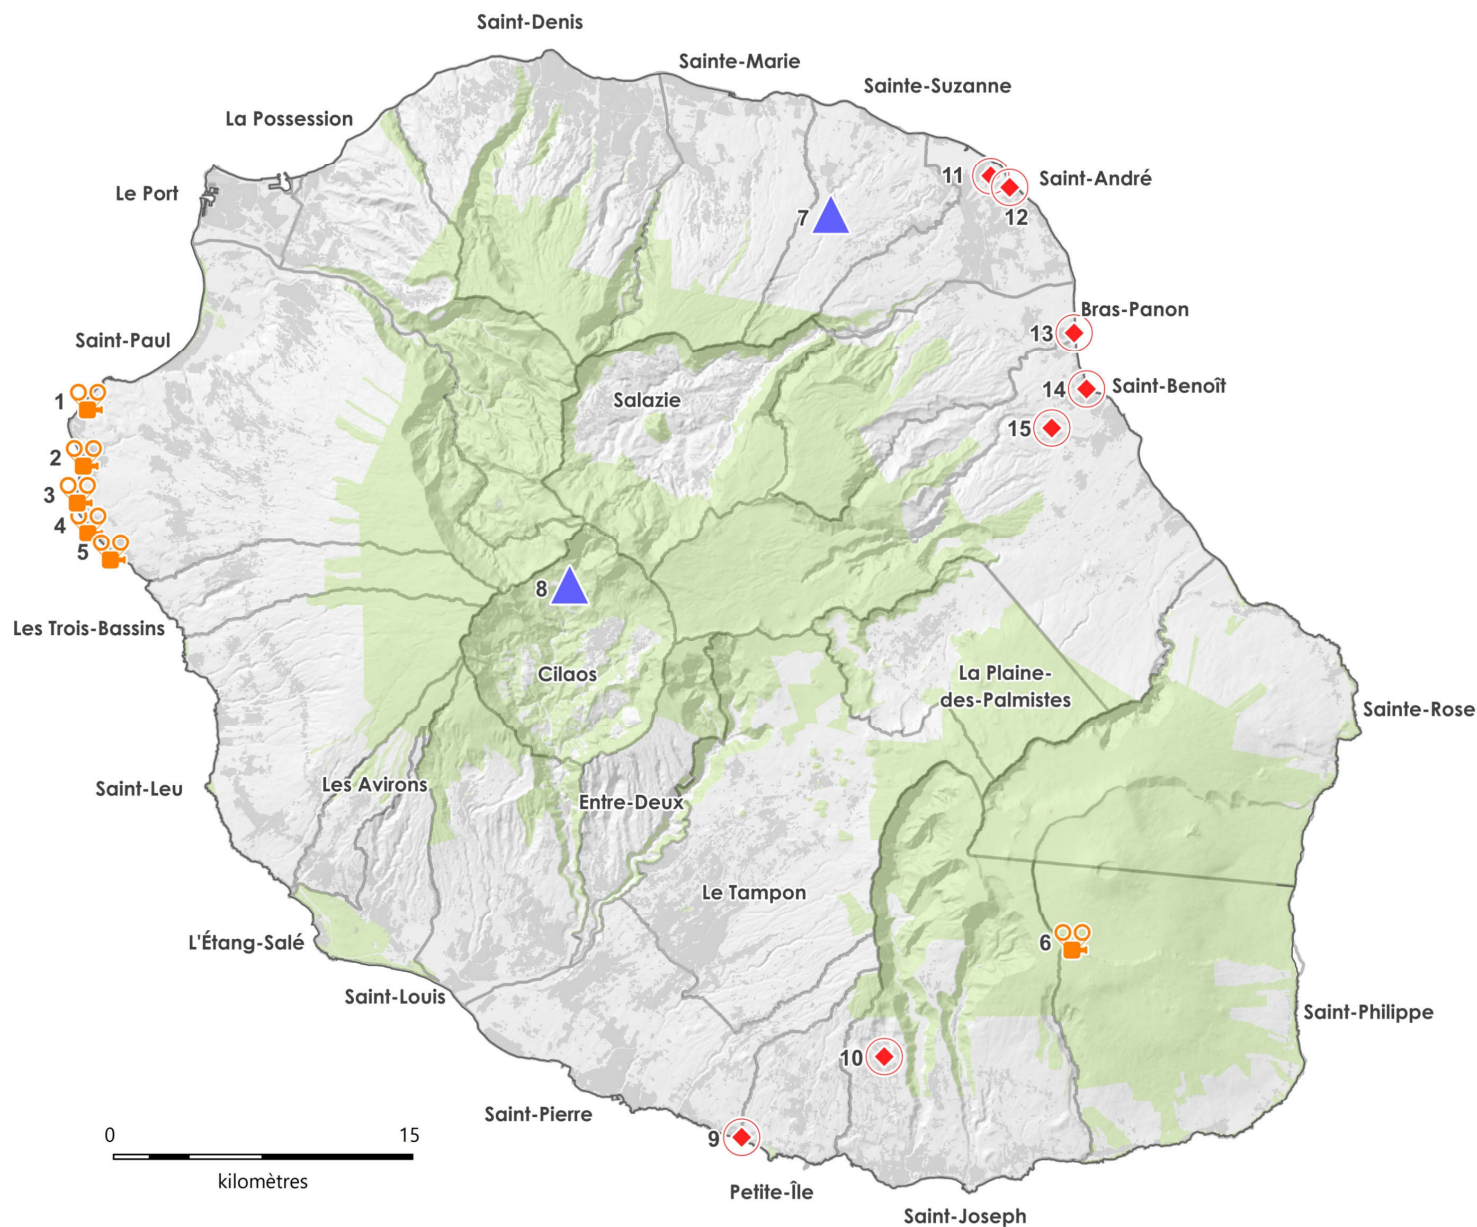 Saint-Denis
Sainte-Marie
Sainte-Suzanne
La Possession
Le Port
11
Saint-André
7
12
Bras-Panon
13
Saint-Paul
Saint-Benoît
14
Salazie
1
15
2
3
4
5
8
Les Trois-Bassins
Cilaos
La Plaine-
des-Palmistes
Sainte-Rose
Saint-Leu
Les Avirons
Entre-Deux
Le Tampon
L'Étang-Salé
6
Saint-Louis
Saint-Philippe
10
Saint-Pierre
0 15
9
kilomètres
Petite-Île
Saint-Joseph